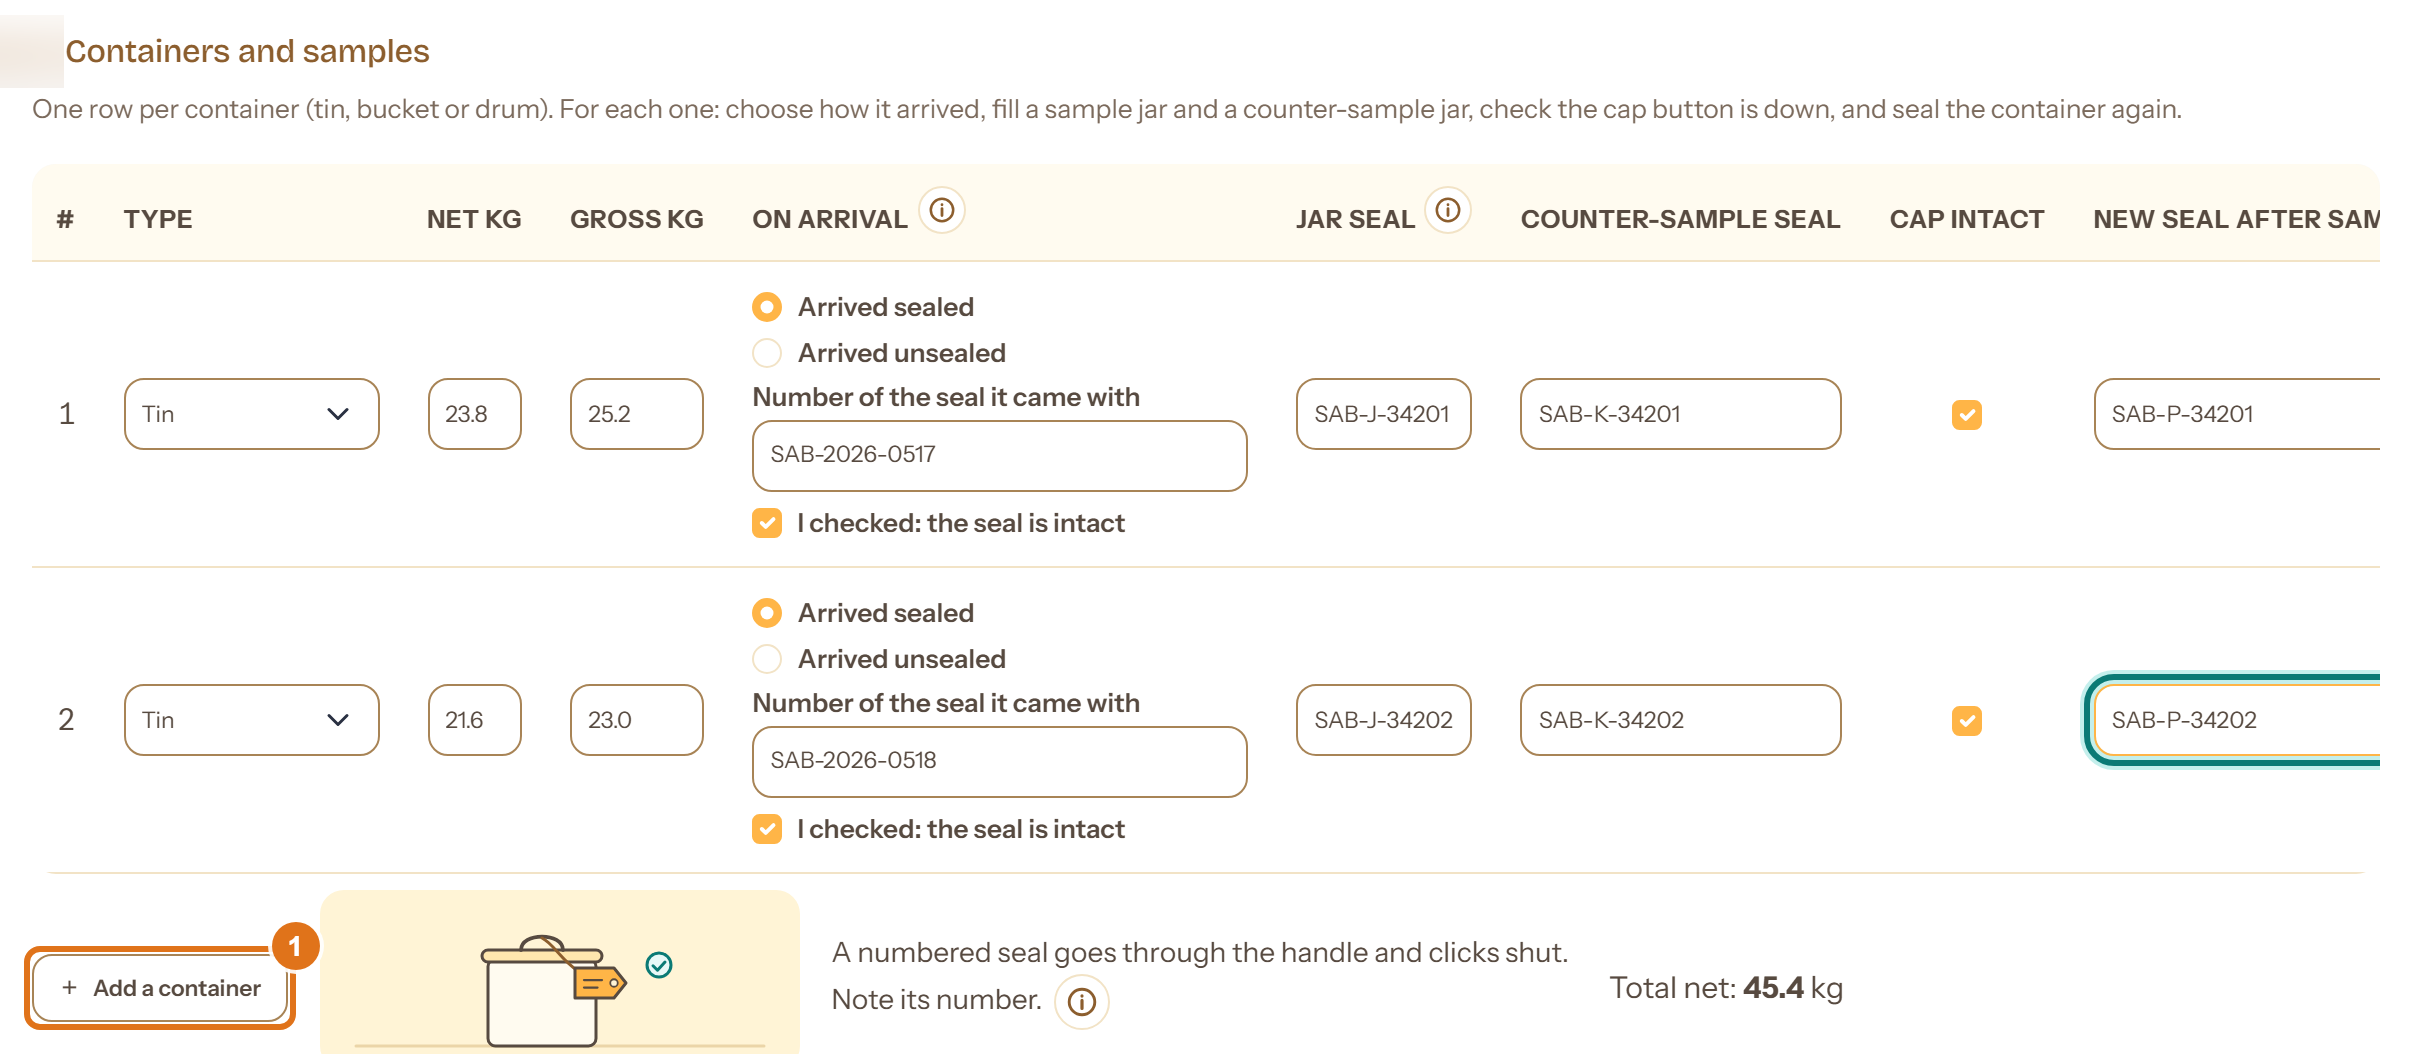 Containers and samples
One row per container (tin, bucket or drum). For each one: choose how it arrived, fill a sample jar and a counter-sample jar, check the cap button is down, and seal the container again.
# TYPE NET KG GROSS KG ON ARRIVAL JAR SEAL COUNTER-SAMPLE SEAL CAP INTACT NEW SEAL AFTER SAM
Arrived sealed
Arrived unsealed
Number of the seal it came with
1 Tin 23.8 25.2 SAB-2026-0517 SAB-J-34201 SAB-K-34201 SAB-P-34201
I checked: the seal is intact
Arrived sealed
Arrived unsealed
Number of the seal it came with
2 Tin 21.6 23.0 SAB-2026-0518 SAB-J-34202 SAB-K-34202 SAB-P-34202
I checked: the seal is intact
1
+ Add a container
A numbered seal goes through the handle and clicks shut.
Note its number.
Total net: 45.4 kg